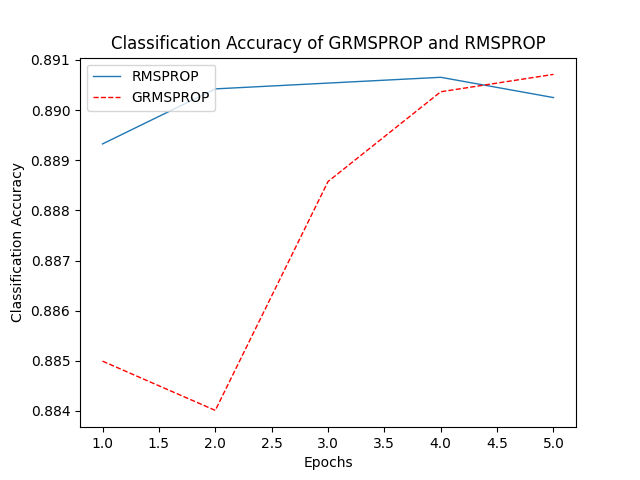 Classification Accuracy of GRMSPROP and RMSPROP
RMSPROP
GRMSPROP
Classification Accuracy
0.891
0.890
0.889
0.888
0.887
0.886
0.885
0.884
1.0 1.5 2.0 2.5 3.0 3.5 4.0 4.5 5.0
Epochs